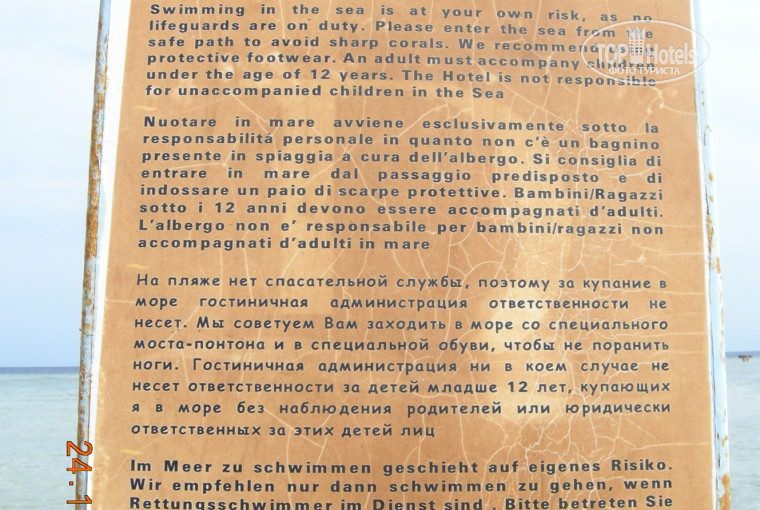 Swimming in the sea is at your own risk, as no
lifeguards are on duty. Please enter the sea from the
safe path to avoid sharp corals. We recommend
protective footwear. An adult must accompany children
under the age of 12 years. The Hotel is not responsible
for unaccompanied children in the Sea
TOP Hotels
ФОТО ТУРИСТА
Nuotare in mare avviene esclusivamente sotto la
responsabilitá personale in quanto non c'è un bagnino
presente in spiaggia a cura dell'albergo. Si consiglia di
entrare in mare dal passaggio predisposto e di
indossare un paio di scarpe protettive. Bambini/Ragazzi
sotto i 12 anni devono essere accompagnati d'adulti.
L'albergo non e' responsabile per bambini/ragazzi non
accompagnati d'adulti in mare
На пляже нет спасательной службы, поэтому за купание в
море гостиничная администрация ответственности не
несет. Мы советуем Вам заходить в море со специального
моста-понтона и в специальной обуви, чтобы не поранить
ноги. Гостиничная администрация ни в коем случае не
несет ответственности за детей младше 12 лет, купающих
я в море без наблюдения родителей или юридически
ответственных за этих детей лиц
Im Meer zu schwimmen geschieht auf eigenes Risiko.
Wir empfehlen nur dann schwimmen zu gehen, wenn
Rettungsschwimmer im Dienst sind . Bitte betreten Sie
24.1